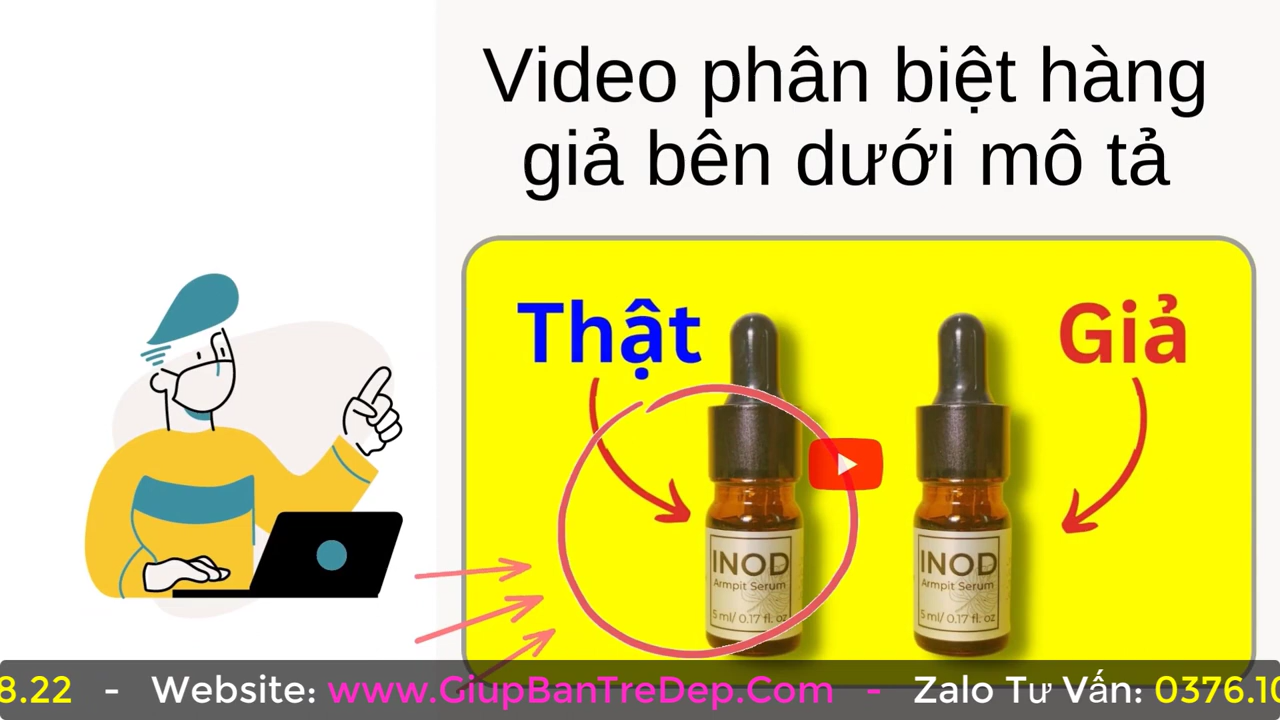 Video phân biệt hàng
giả bên dưới mô tả
Thật
Giả
INOD
Armpit Serum
5 ml/ 0.17 fl. oz
INOD
Armpit Serum
5 ml/ 0.17 fl. oz
8.22 - Website: www.GiupBanTreDep.Com - Zalo Tư Vấn: 0376.10